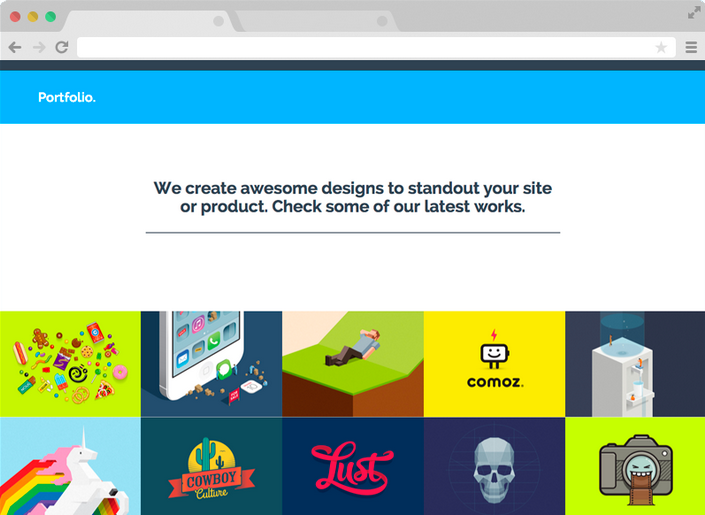 Portfolio.
We create awesome designs to standout your site
or product. Check some of our latest works.
comoz.
COWBOY
Culture
Lust